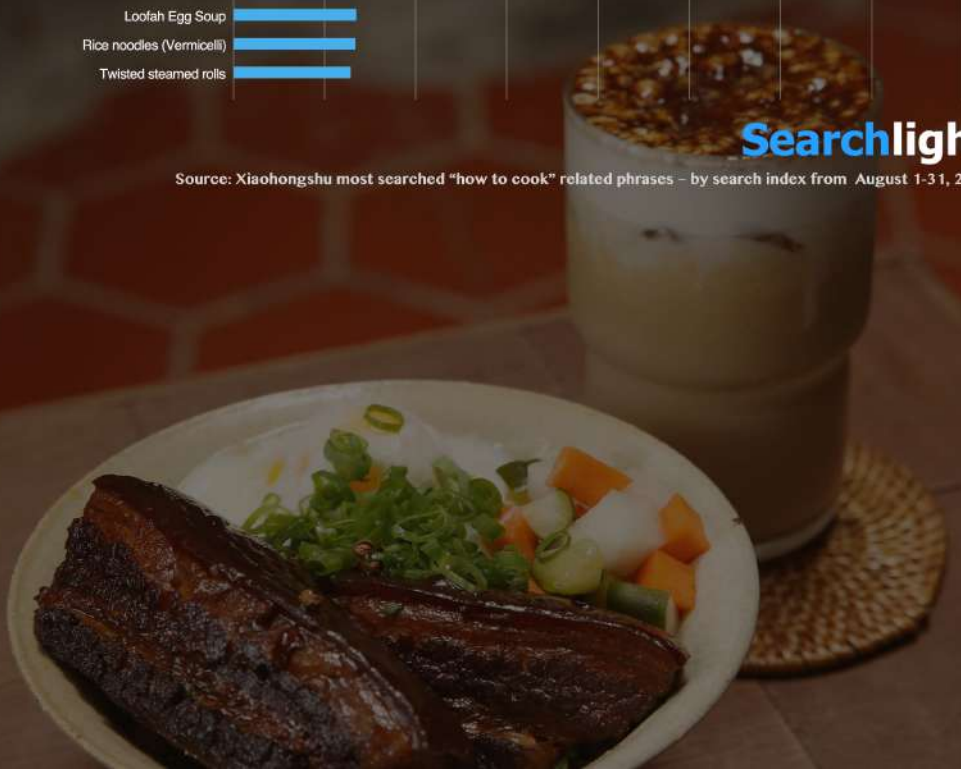 Loofah Egg Soup
Rice noodles (Vermicelli)
Twisted steamed rolls
Searchligh
Source: Xiaohongshu most searched “how to cook” related phrases – by search index from August 1-31, 2